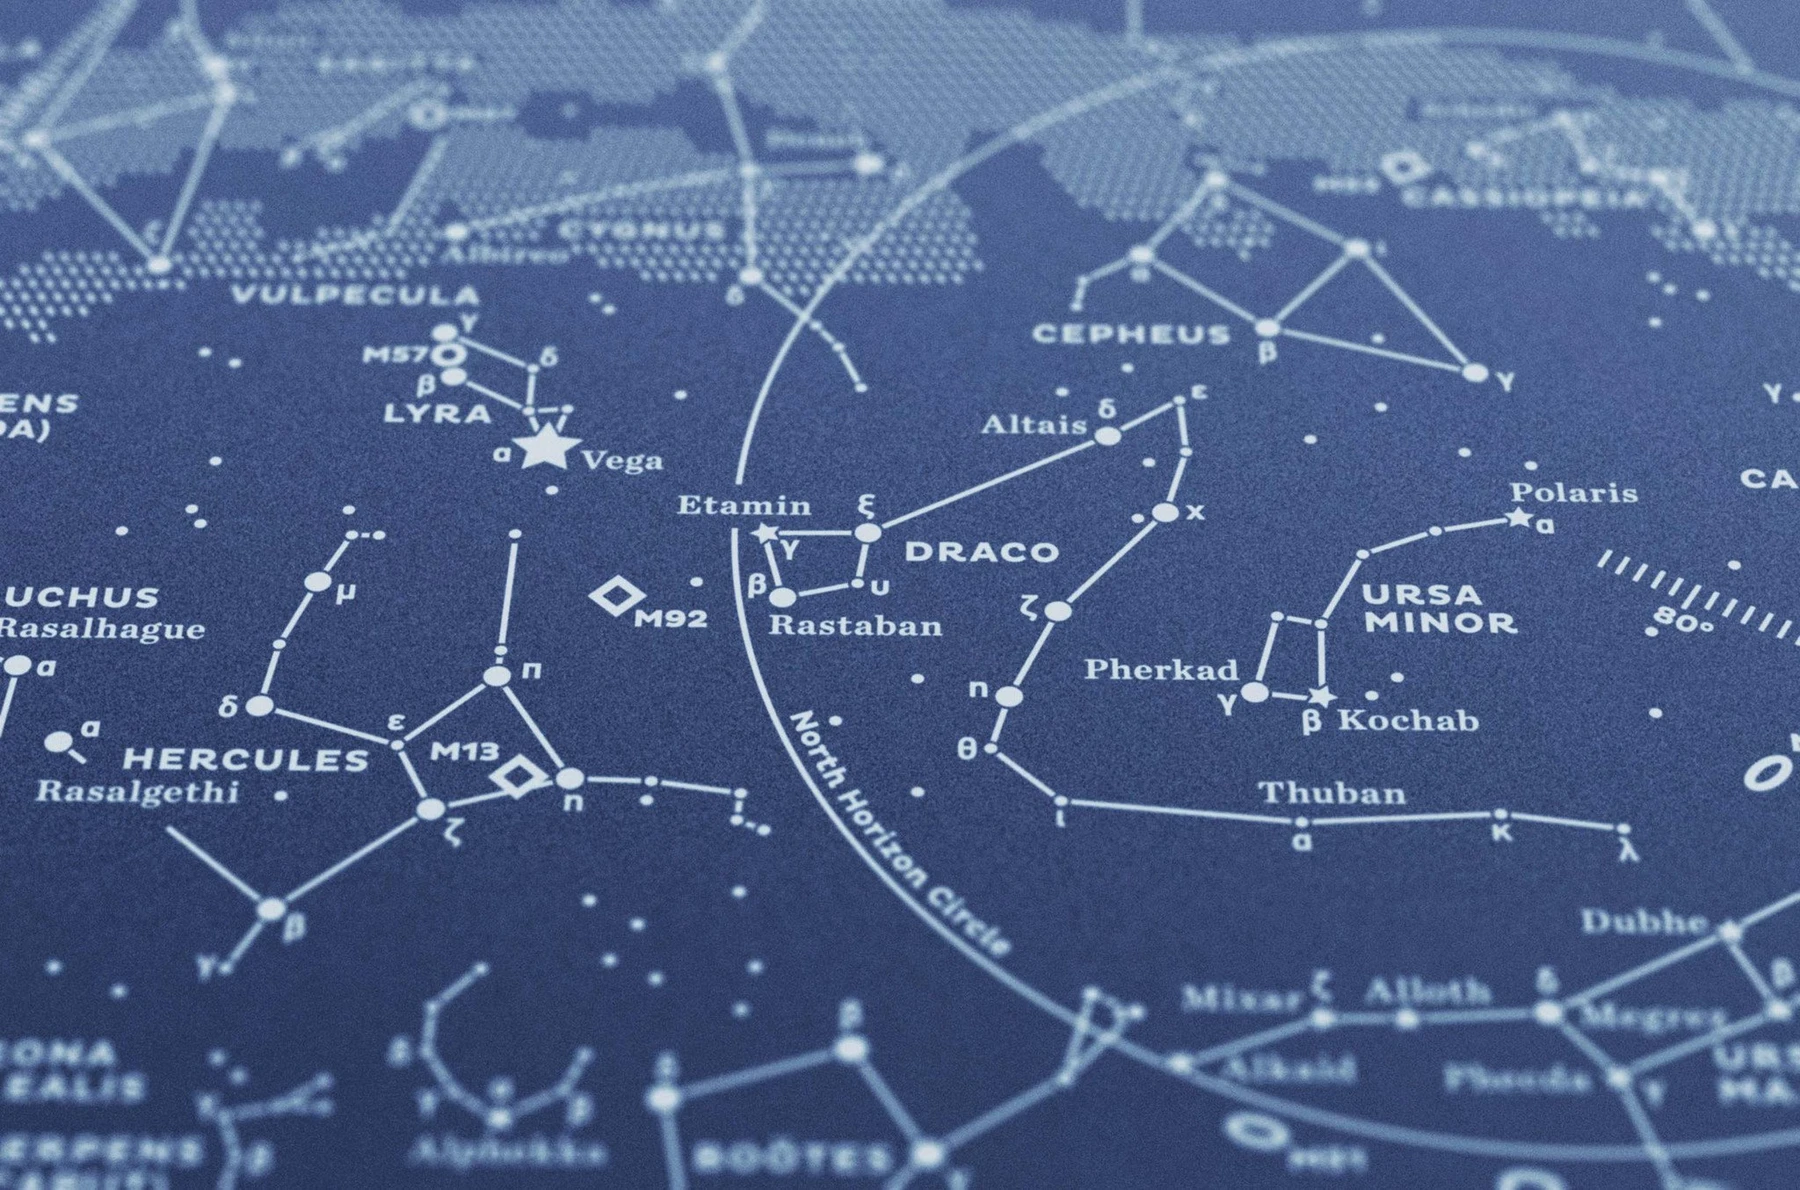 CYGNUS
Albireo
CASSIOPEIA
VULPECULA
δ
γ
M57
δ
β
LYRA
α
Vega
CEPHEUS
α
ι
β
γ
ENS
DA)
γ
CA
Altais
δ
ε
χ
Etamin
ξ
γ
DRACO
β
υ
Rastaban
M92
Polaris
α
URSA
MINOR
80°
ζ
Pherkad
γ
β
Kochab
η
θ
ι
Thuban
α
κ
λ
UCHUS
Rasalhague
α
μ
π
δ
ε
α
HERCULES
M13
Rasalgethi
ζ
η
β
γ
North Horizon Circle
Dubhe
β
Mizar
ζ
Alioth
δ
Megrez
Alkaid
Phecda
γ
URS
MA
M81
ONA
EALIS
δ
α
γ
β
Alphekka
δ
β
BOÖTES
γ
ERPENS
β